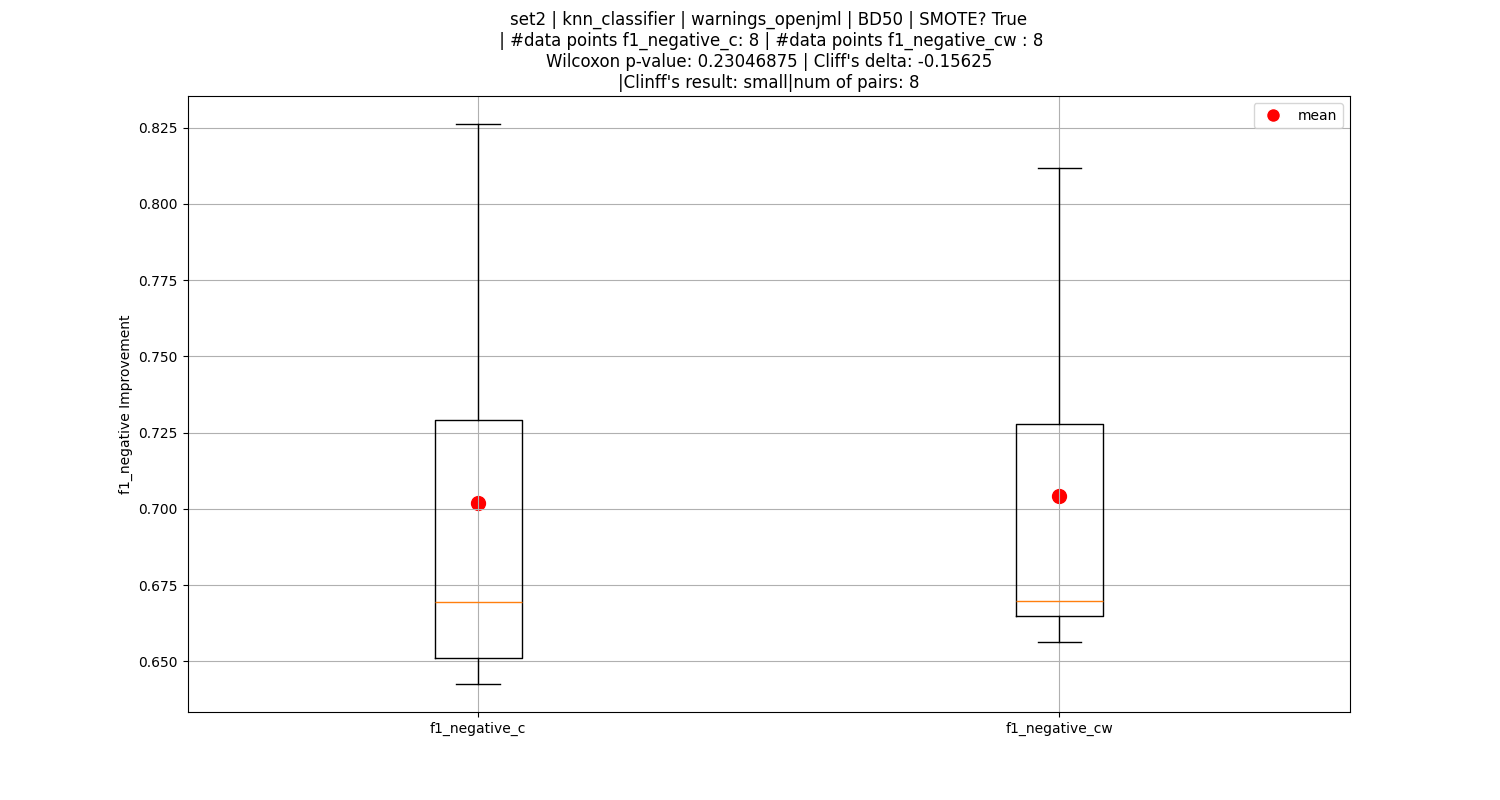 set2 | knn_classifier | warnings_openjml | BD50 | SMOTE? True
| #data points f1_negative_c: 8 | #data points f1_negative_cw : 8
Wilcoxon p-value: 0.23046875 | Cliff's delta: -0.15625
|Clinff's result: small|num of pairs: 8
mean
0.825
0.800
0.775
0.750
0.725
0.700
0.675
0.650
f1_negative Improvement
f1_negative_c
f1_negative_cw